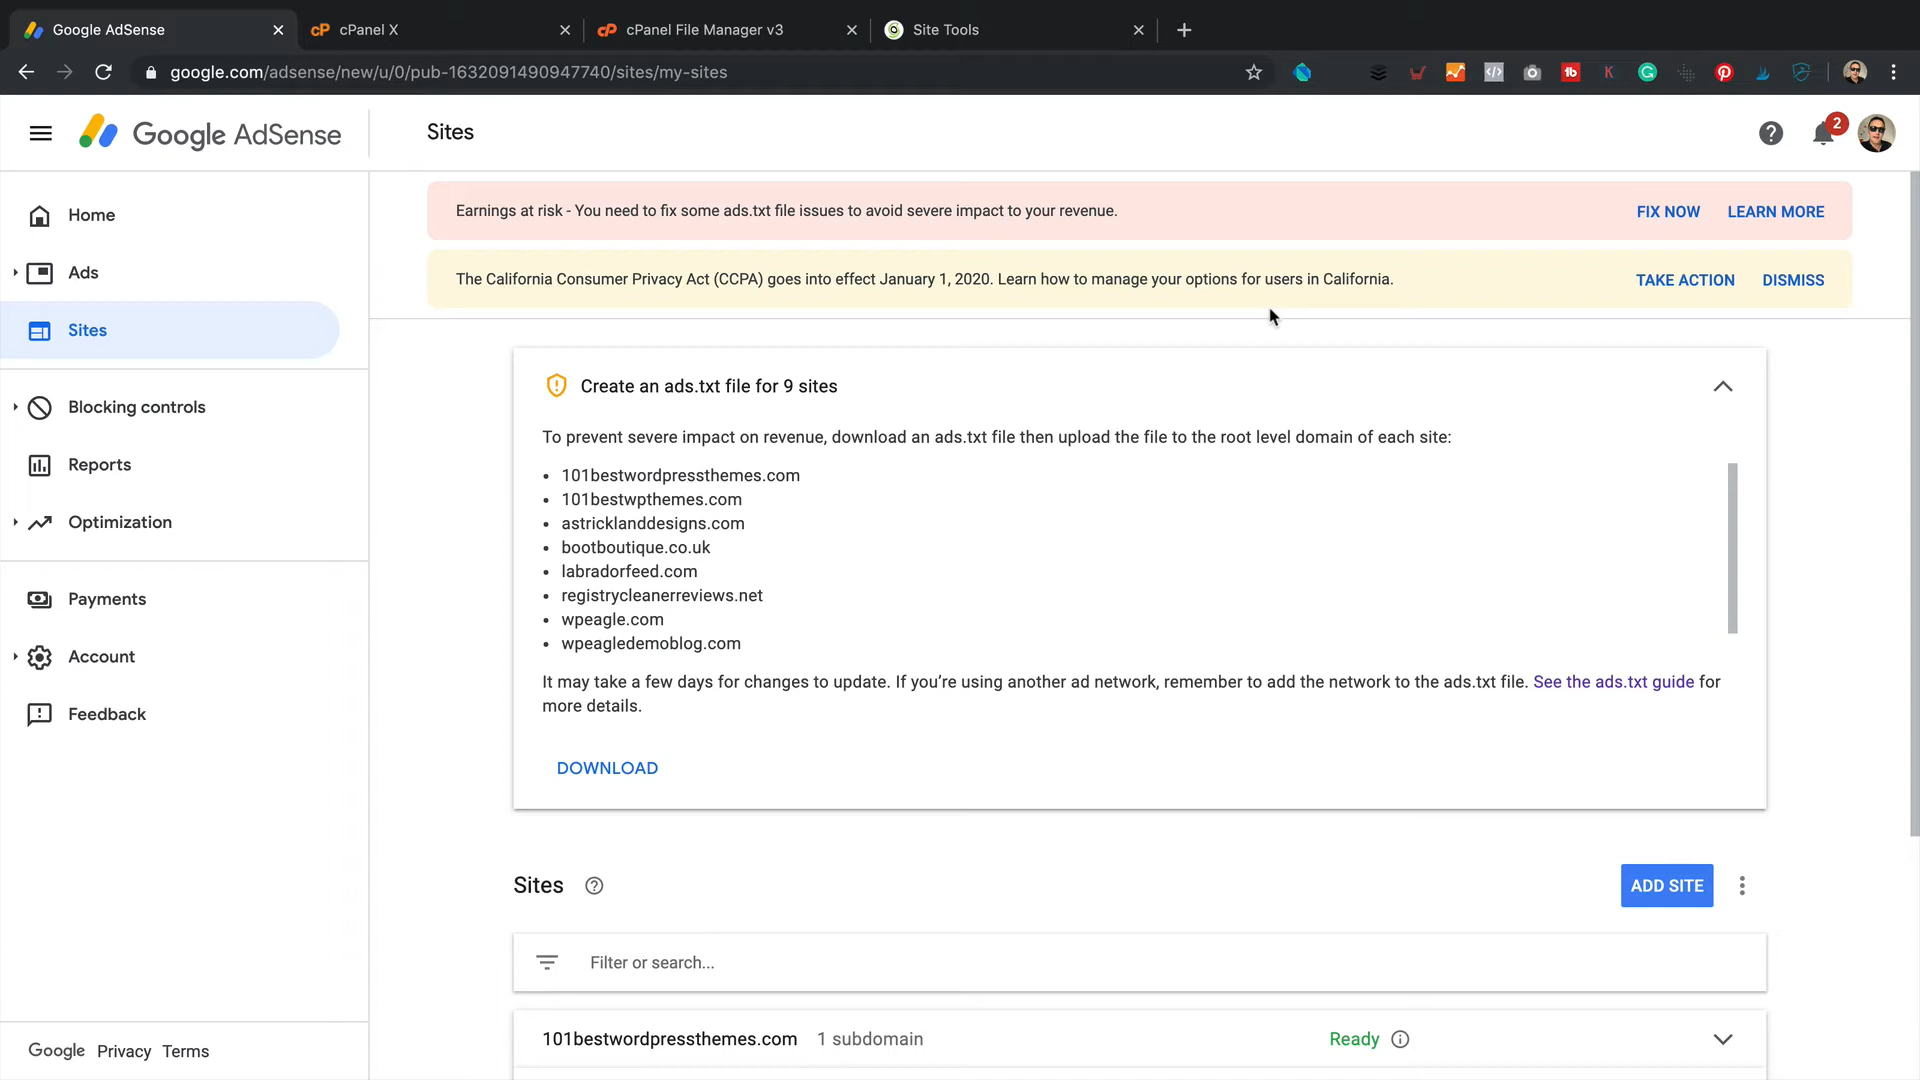 Google AdSense
cPanel X
cPanel File Manager v3
Site Tools
google.com/adsense/new/u/0/pub-1632091490947740/sites/my-sites
Google AdSense
Sites
2
Home
Ads
Sites
Blocking controls
Reports
Optimization
Payments
Account
Feedback
Google Privacy Terms
Earnings at risk - You need to fix some ads.txt file issues to avoid severe impact to your revenue.
FIX NOW LEARN MORE
The California Consumer Privacy Act (CCPA) goes into effect January 1, 2020. Learn how to manage your options for users in California.
TAKE ACTION DISMISS
Create an ads.txt file for 9 sites
To prevent severe impact on revenue, download an ads.txt file then upload the file to the root level domain of each site:
• 101bestwordpressthemes.com
• 101bestwpthemes.com
• astricklanddesigns.com
• bootboutique.co.uk
• labradorfeed.com
• registrycleanerreviews.net
• wpeagle.com
• wpeagledemoblog.com
It may take a few days for changes to update. If you’re using another ad network, remember to add the network to the ads.txt file. See the ads.txt guide for
more details.
DOWNLOAD
Sites
ADD SITE
Filter or search...
101bestwordpressthemes.com 1 subdomain Ready